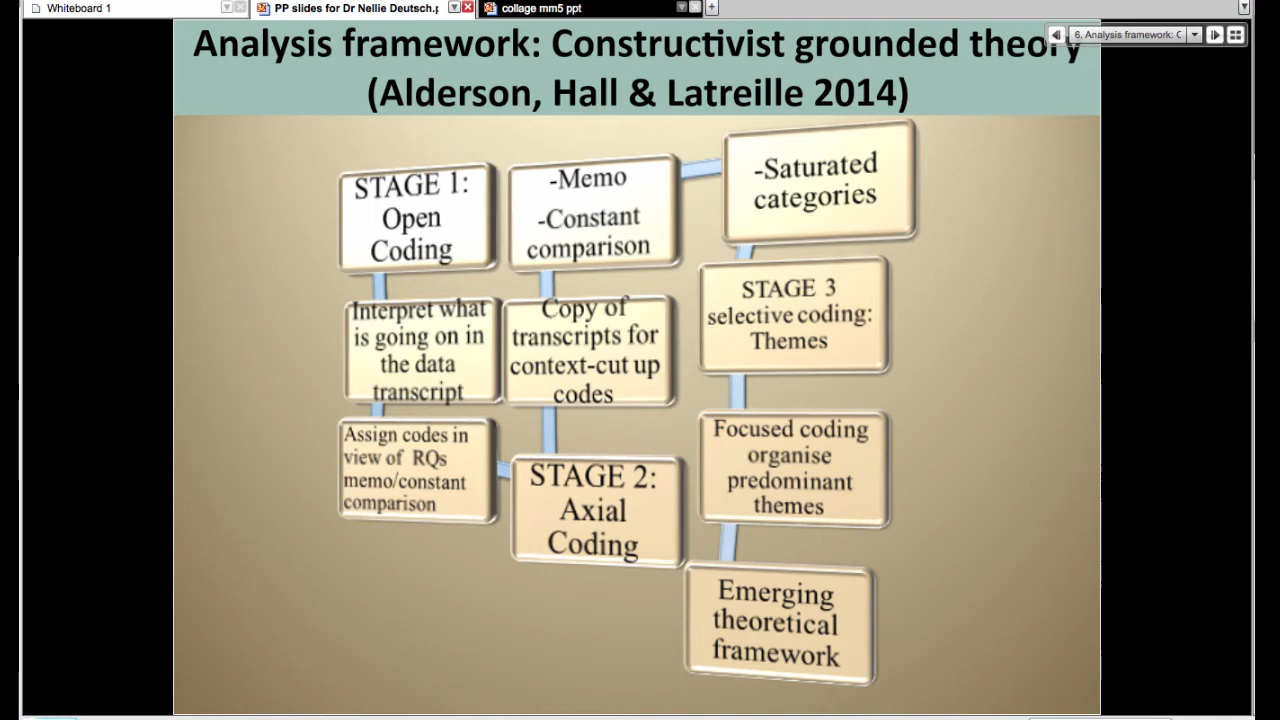 Whiteboard 1
PP slides for Dr Nellie Deutsch.p
collage mm5 ppt
6. Analysis framework: C
Analysis framework: Constructivist grounded theory
(Alderson, Hall & Latreille 2014)
STAGE 1:
Open
Coding
Interpret what
is going on in
the data
transcript
Assign codes in
view of RQs
memo/constant
comparison
STAGE 2:
Axial
Coding
Copy of
transcripts for
context-cut up
codes
-Memo
-Constant
comparison
-Saturated
categories
STAGE 3
selective coding:
Themes
Focused coding
organise
predominant
themes
Emerging
theoretical
framework